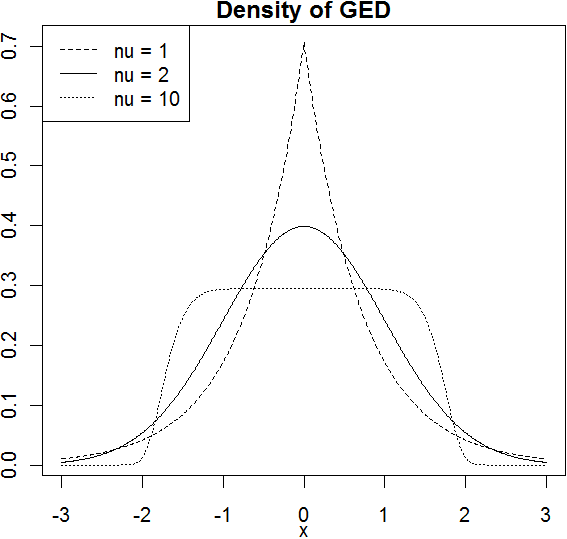 Density of GED
nu = 1
nu = 2
nu = 10
0.7
0.6
0.5
0.4
0.3
0.2
0.1
0.0
-3 -2 -1 0 1 2 3
x